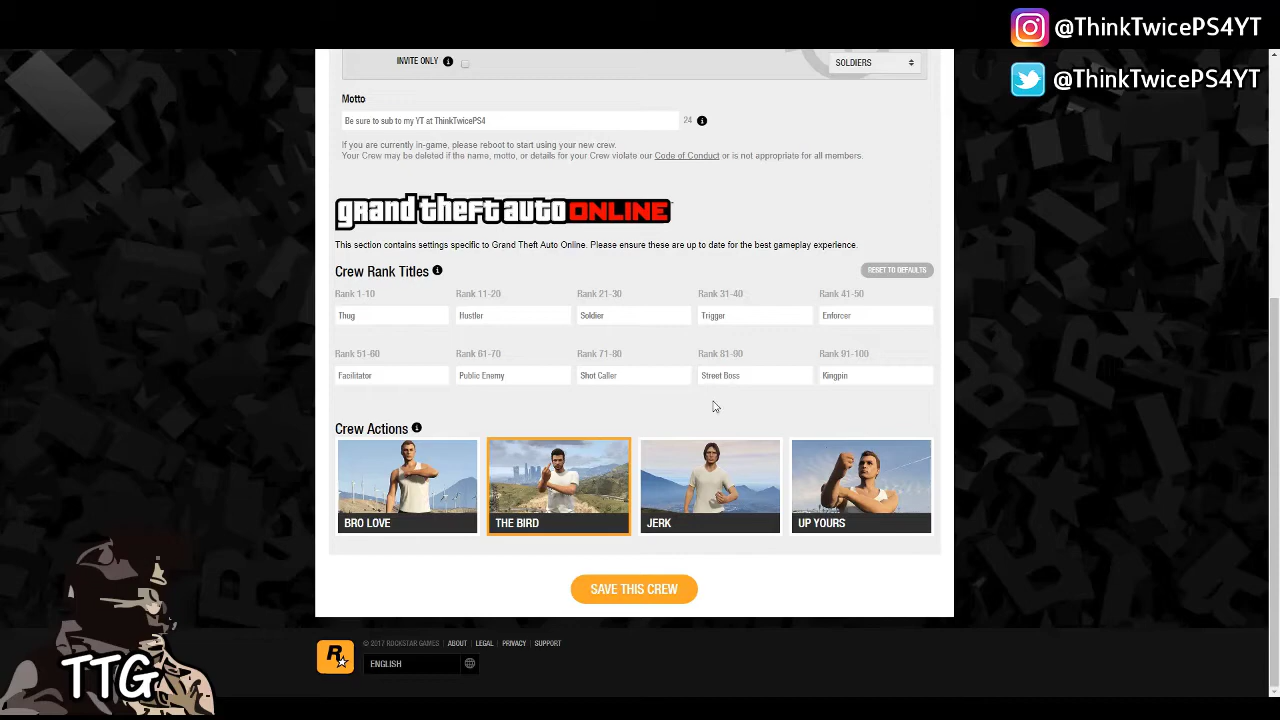 @ThinkTwicePS4YT
@ThinkTwicePS4YT
INVITE ONLY
SOLDIERS
Motto
Be sure to sub to my YT at ThinkTwicePS4
24
If you are currently in-game, please reboot to start using your new crew.
Your Crew may be deleted if the name, motto, or details for your Crew violate our Code of Conduct or is not appropriate for all members.
grand theft auto ONLINE
This section contains settings specific to Grand Theft Auto Online. Please ensure these are up to date for the best gameplay experience.
Crew Rank Titles
RESET TO DEFAULTS
Rank 1-10 Rank 11-20 Rank 21-30 Rank 31-40 Rank 41-50
Thug Hustler Soldier Trigger Enforcer
Rank 51-60 Rank 61-70 Rank 71-80 Rank 81-90 Rank 91-100
Facilitator Public Enemy Shot Caller Street Boss Kingpin
Crew Actions
BRO LOVE THE BIRD JERK UP YOURS
SAVE THIS CREW
© 2017 ROCKSTAR GAMES ABOUT LEGAL PRIVACY SUPPORT
R
ENGLISH
TTG